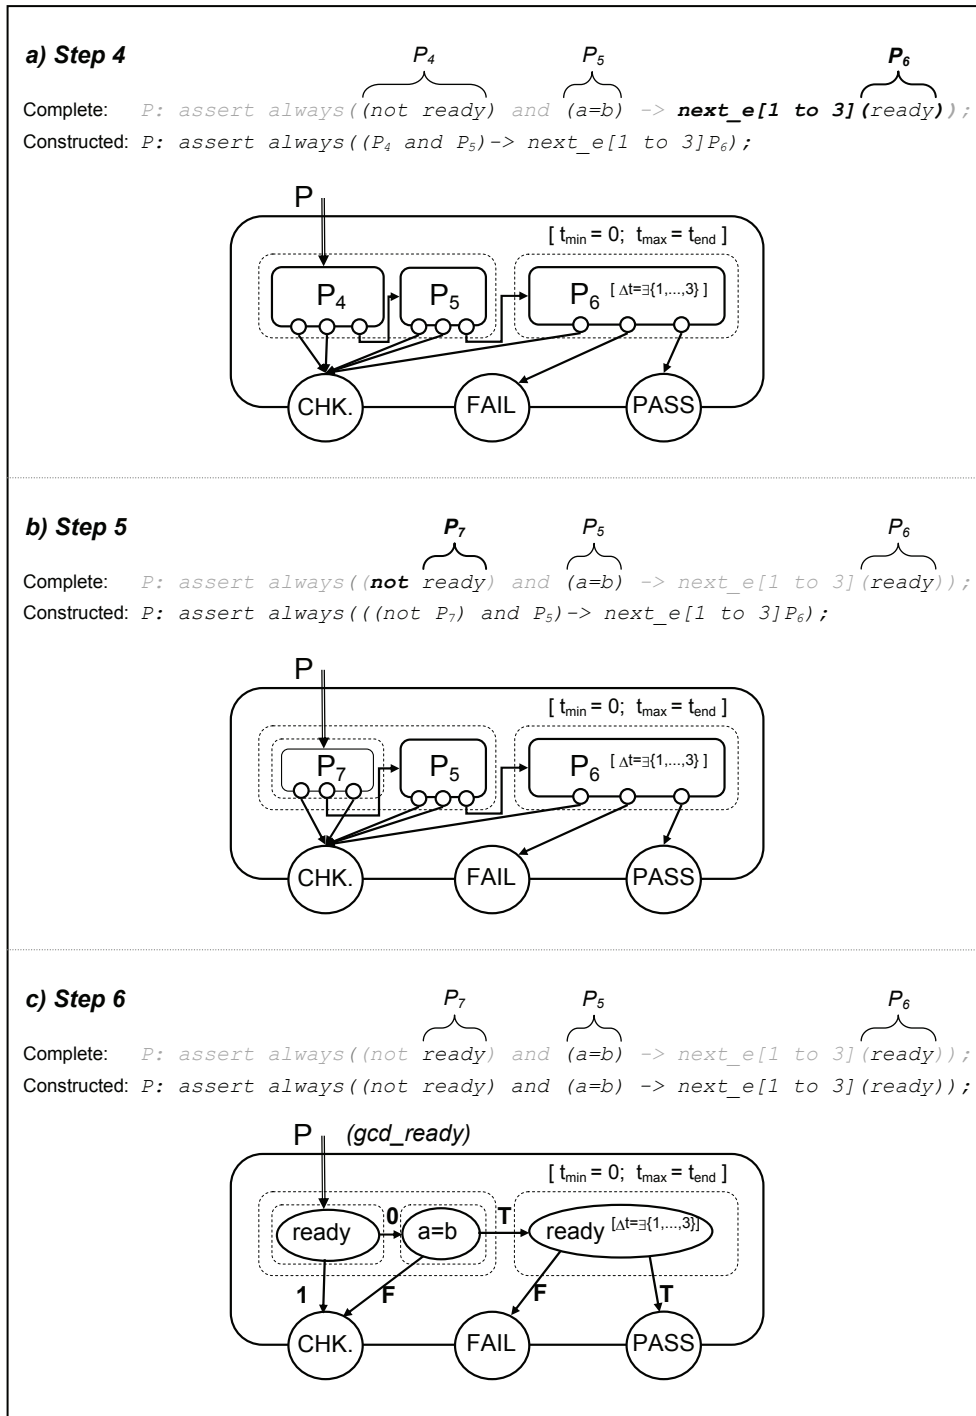 a) Step 4
P4 P5 P6
Complete: P: assert always((not ready) and (a=b) -> next_e[1 to 3](ready));
Constructed: P: assert always((P4 and P5)-> next_e[1 to 3]P6);
P
[ tmin = 0; tmax = tend ]
P4 P5 P6 [ Δt=∃{1,...,3} ]
CHK. FAIL PASS
b) Step 5
P7 P5 P6
Complete: P: assert always((not ready) and (a=b) -> next_e[1 to 3](ready));
Constructed: P: assert always(((not P7) and P5)-> next_e[1 to 3]P6);
P
[ tmin = 0; tmax = tend ]
P7 P5 P6 [ Δt=∃{1,...,3} ]
CHK. FAIL PASS
c) Step 6
P7 P5 P6
Complete: P: assert always((not ready) and (a=b) -> next_e[1 to 3](ready));
Constructed: P: assert always((not ready) and (a=b) -> next_e[1 to 3](ready));
P (gcd_ready)
[ tmin = 0; tmax = tend ]
0 T
ready a=b ready [Δt=∃{1,...,3}]
1 F F T
CHK. FAIL PASS